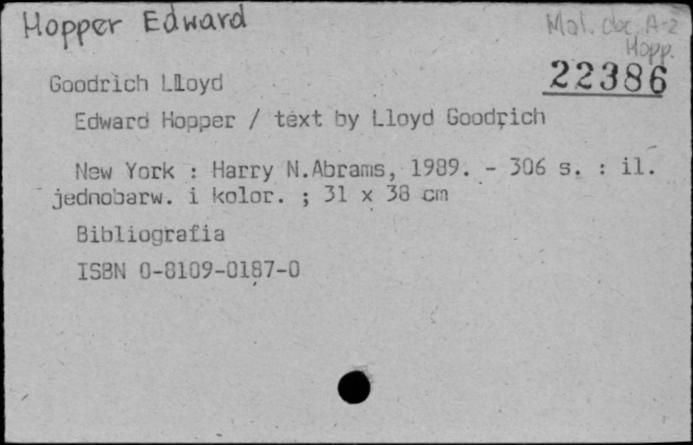 Hopper Edward
Mal. obc. A-2
Hopp.
22386
Goodrich Lloyd
Edward Hopper / text by Lloyd Goodrich
New York : Harry N.Abrams, 1989. - 306 s. : il.
jednobarw. i kolor. ; 31 x 38 cm
Bibliografia
ISBN 0-8109-0187-0